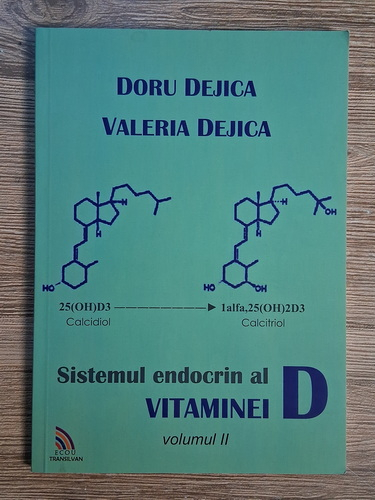 DORU DEJICA
VALERIA DEJICA
H
H
HO
H
OH
H
HO
OH
25(OH)D3
1alfa,25(OH)2D3
Calcidiol
Calcitriol
Sistemul endocrin al
VITAMINEI D
volumul II
ECOU
TRANSILVAN